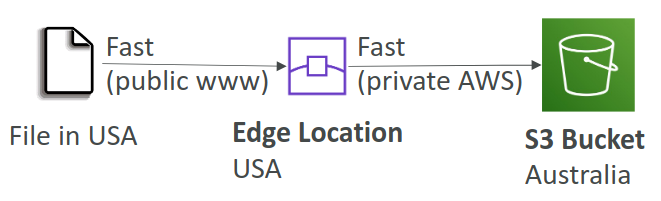 Fast
(public www)
Fast
(private AWS)
File in USA
Edge Location
USA
S3 Bucket
Australia